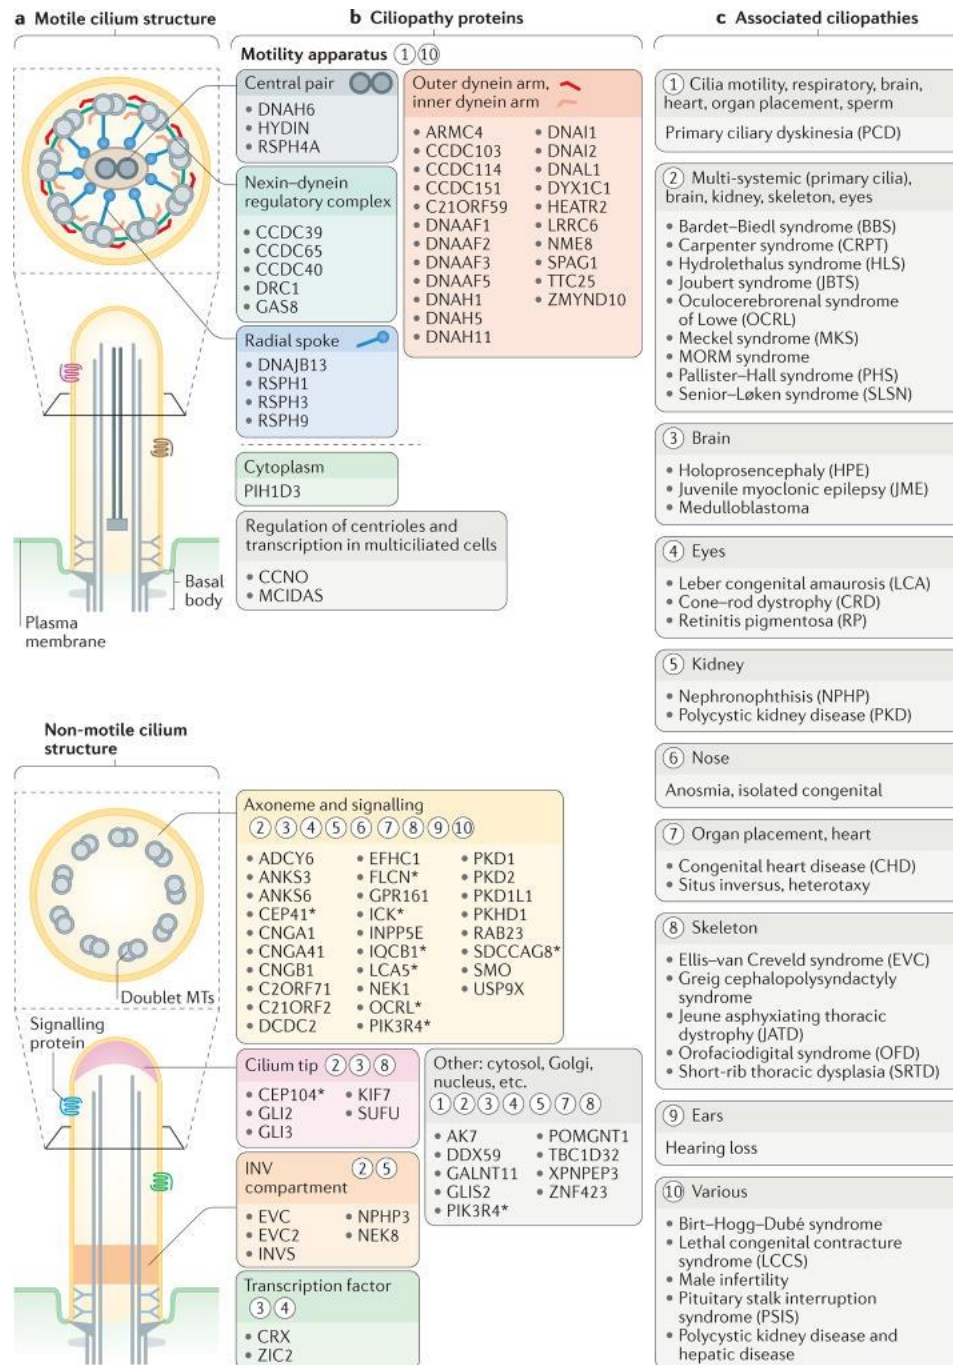 a Motile cilium structure
b Ciliopathy proteins
c Associated ciliopathies
Motility apparatus 1 10
Central pair
• DNAH6
• HYDIN
• RSPH4A
Nexin–dynein
regulatory complex
• CCDC39
• CCDC65
• CCDC40
• DRC1
• GAS8
Radial spoke
• DNAJB13
• RSPH1
• RSPH3
• RSPH9
Outer dynein arm,
inner dynein arm
• ARMC4
• CCDC103
• CCDC114
• CCDC151
• C21ORF59
• DNAAF1
• DNAAF2
• DNAAF3
• DNAAF5
• DNAH1
• DNAH5
• DNAH11
• DNAI1
• DNAI2
• DNAL1
• DYX1C1
• HEATR2
• LRRC6
• NME8
• SPAG1
• TTC25
• ZMYND10
Cytoplasm
PIH1D3
Regulation of centrioles and
transcription in multiciliated cells
• CCNO
• MCIDAS
Basal
body
Plasma
membrane
Non-motile cilium
structure
Doublet MTs
Signalling
protein
Axoneme and signalling
2 3 4 5 6 7 8 9 10
• ADCY6
• ANKS3
• ANKS6
• CEP41*
• CNGA1
• CNGA41
• CNGB1
• C2ORF71
• C21ORF2
• DCDC2
• EFHC1
• FLCN*
• GPR161
• ICK*
• INPP5E
• IQCB1*
• LCA5*
• NEK1
• OCRL*
• PIK3R4*
• PKD1
• PKD2
• PKD1L1
• PKHD1
• RAB23
• SDCCAG8*
• SMO
• USP9X
Cilium tip 2 3 8
• CEP104*
• GLI2
• GLI3
• KIF7
• SUFU
INV
compartment 2 5
• EVC
• EVC2
• INVS
• NPHP3
• NEK8
Transcription factor
3 4
• CRX
• ZIC2
Other: cytosol, Golgi,
nucleus, etc.
1 2 3 4 5 7 8
• AK7
• DDX59
• GALNT11
• GLIS2
• PIK3R4*
• POMGNT1
• TBC1D32
• XPNPEP3
• ZNF423
1 Cilia motility, respiratory, brain,
heart, organ placement, sperm
Primary ciliary dyskinesia (PCD)
2 Multi-systemic (primary cilia),
brain, kidney, skeleton, eyes
• Bardet–Biedl syndrome (BBS)
• Carpenter syndrome (CRPT)
• Hydrolethalus syndrome (HLS)
• Joubert syndrome (JBTS)
• Oculocerebrorenal syndrome
of Lowe (OCRL)
• Meckel syndrome (MKS)
• MORM syndrome
• Pallister–Hall syndrome (PHS)
• Senior–Løken syndrome (SLSN)
3 Brain
• Holoprosencephaly (HPE)
• Juvenile myoclonic epilepsy (JME)
• Medulloblastoma
4 Eyes
• Leber congenital amaurosis (LCA)
• Cone–rod dystrophy (CRD)
• Retinitis pigmentosa (RP)
5 Kidney
• Nephronophthisis (NPHP)
• Polycystic kidney disease (PKD)
6 Nose
Anosmia, isolated congenital
7 Organ placement, heart
• Congenital heart disease (CHD)
• Situs inversus, heterotaxy
8 Skeleton
• Ellis–van Creveld syndrome (EVC)
• Greig cephalopolysyndactyly
syndrome
• Jeune asphyxiating thoracic
dystrophy (JATD)
• Orofaciodigital syndrome (OFD)
• Short-rib thoracic dysplasia (SRTD)
9 Ears
Hearing loss
10 Various
• Birt–Hogg–Dubé syndrome
• Lethal congenital contracture
syndrome (LCCS)
• Male infertility
• Pituitary stalk interruption
syndrome (PSIS)
• Polycystic kidney disease and
hepatic disease